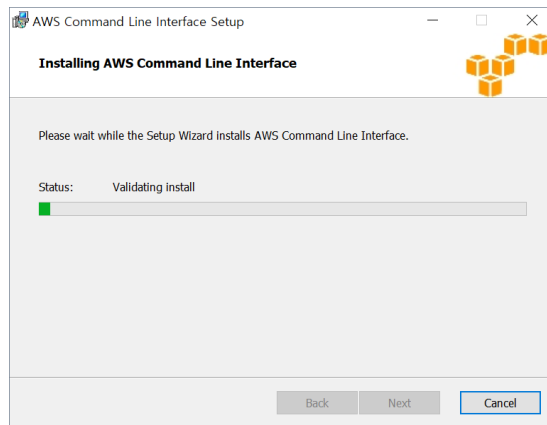 AWS Command Line Interface Setup
Installing AWS Command Line Interface
Please wait while the Setup Wizard installs AWS Command Line Interface.
Status: Validating install
Back Next Cancel